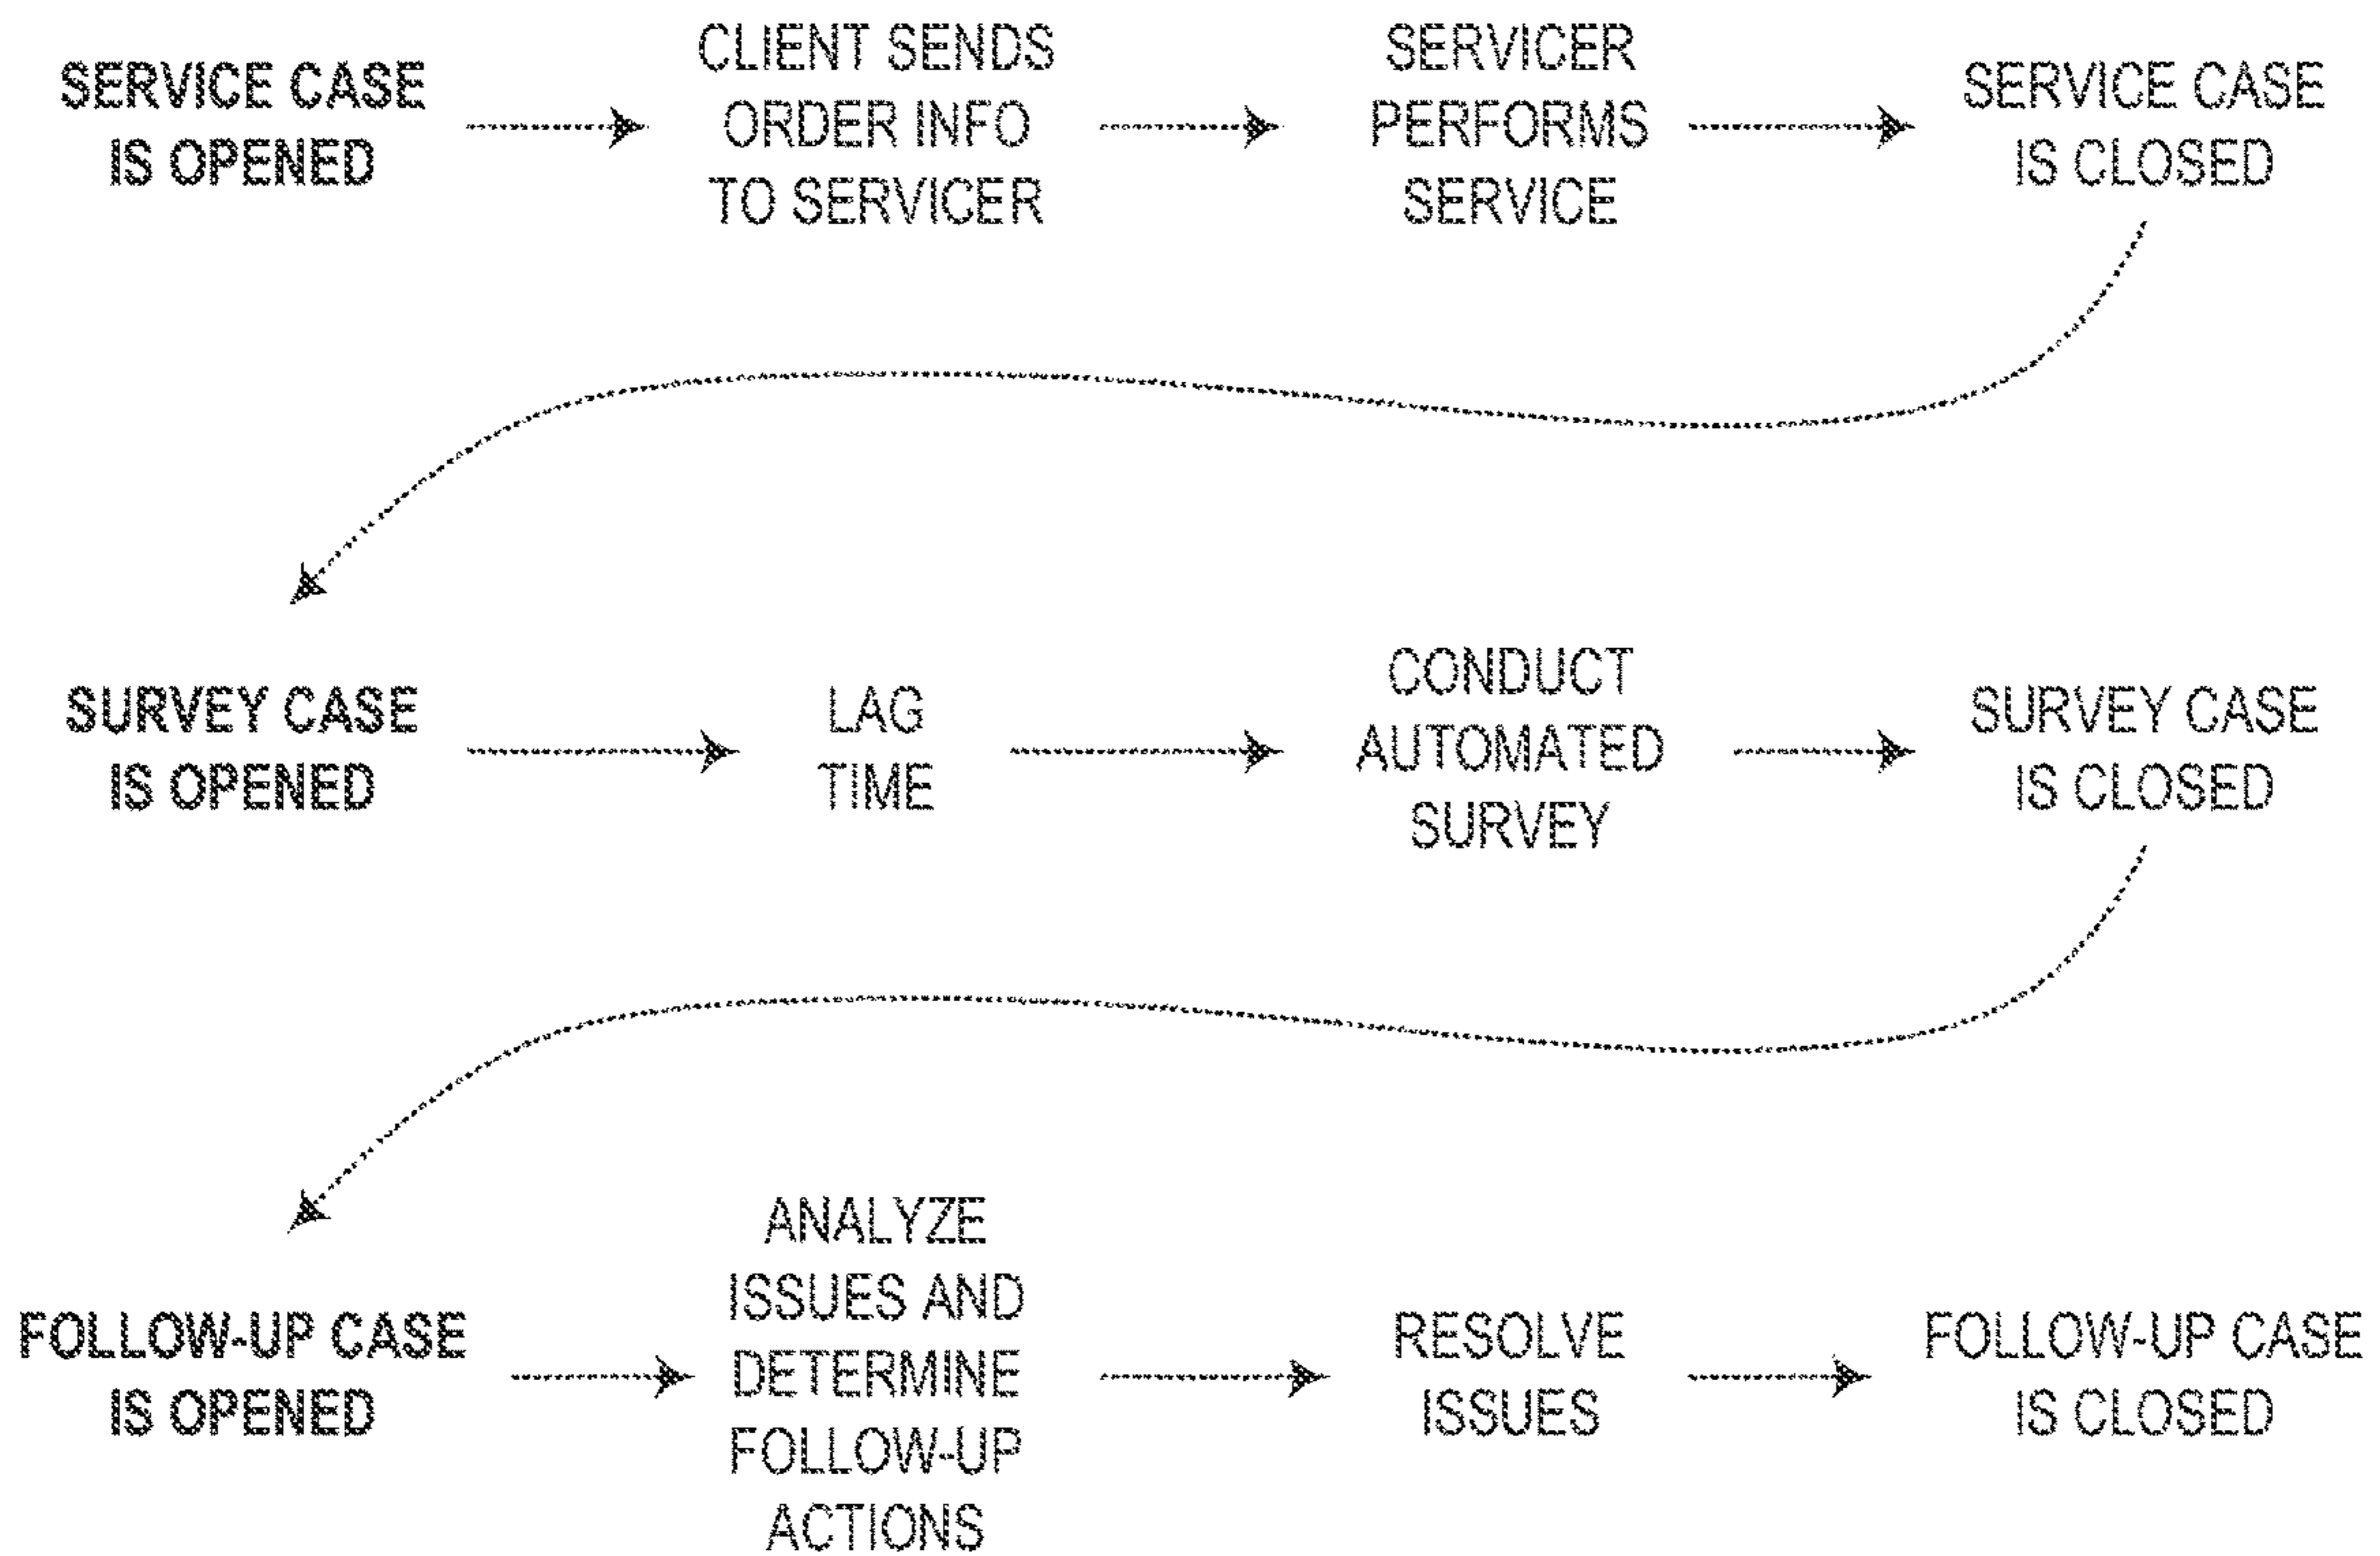 SERVICE CASE
IS OPENED
CLIENT SENDS
ORDER INFO
TO SERVICER
SERVICER
PERFORMS
SERVICE
SERVICE CASE
IS CLOSED
SURVEY CASE
IS OPENED
LAG
TIME
CONDUCT
AUTOMATED
SURVEY
SURVEY CASE
IS CLOSED
FOLLOW-UP CASE
IS OPENED
ANALYZE
ISSUES AND
DETERMINE
FOLLOW-UP
ACTIONS
RESOLVE
ISSUES
FOLLOW-UP CASE
IS CLOSED